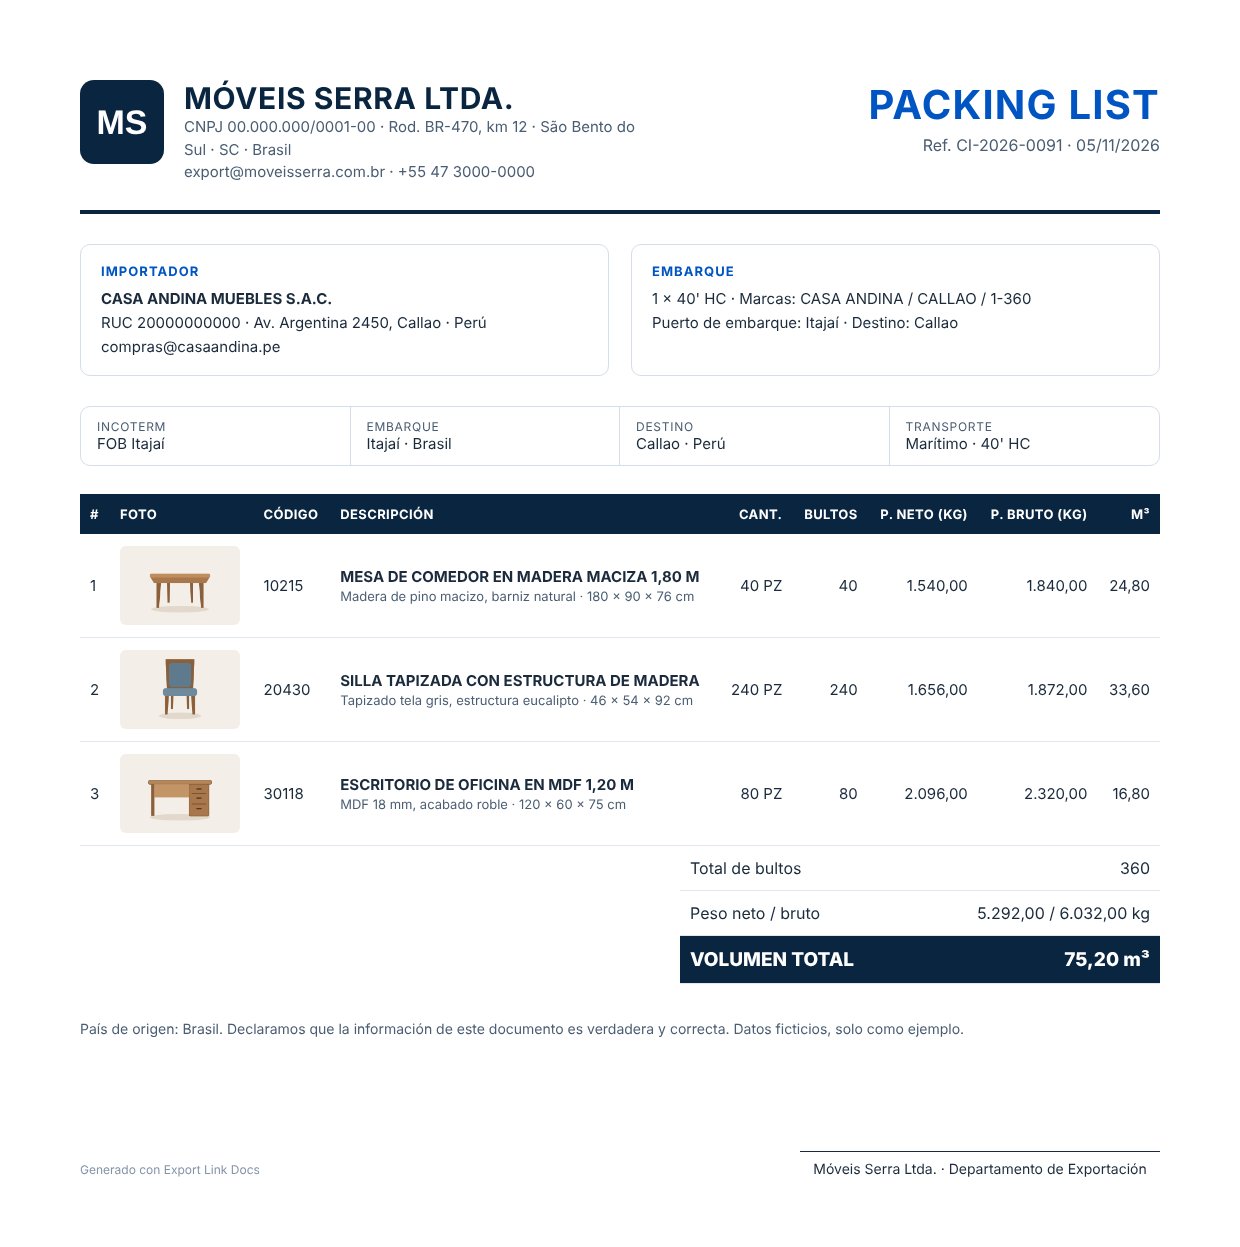 MS
MÓVEIS SERRA LTDA.
CNPJ 00.000.000/0001-00 · Rod. BR-470, km 12 · São Bento do
Sul · SC · Brasil
export@moveisserra.com.br · +55 47 3000-0000
PACKING LIST
Ref. CI-2026-0091 · 05/11/2026
IMPORTADOR
CASA ANDINA MUEBLES S.A.C.
RUC 20000000000 · Av. Argentina 2450, Callao · Perú
compras@casaandina.pe
EMBARQUE
1 × 40' HC · Marcas: CASA ANDINA / CALLAO / 1-360
Puerto de embarque: Itajaí · Destino: Callao
INCOTERM
FOB Itajaí
EMBARQUE
Itajaí · Brasil
DESTINO
Callao · Perú
TRANSPORTE
Marítimo · 40' HC
# FOTO CÓDIGO DESCRIPCIÓN CANT. BULTOS P. NETO (KG) P. BRUTO (KG) M³
1 10215 MESA DE COMEDOR EN MADERA MACIZA 1,80 M 40 PZ 40 1.540,00 1.840,00 24,80
Madera de pino macizo, barniz natural · 180 × 90 × 76 cm
2 20430 SILLA TAPIZADA CON ESTRUCTURA DE MADERA 240 PZ 240 1.656,00 1.872,00 33,60
Tapizado tela gris, estructura eucalipto · 46 × 54 × 92 cm
3 30118 ESCRITORIO DE OFICINA EN MDF 1,20 M 80 PZ 80 2.096,00 2.320,00 16,80
MDF 18 mm, acabado roble · 120 × 60 × 75 cm
Total de bultos 360
Peso neto / bruto 5.292,00 / 6.032,00 kg
VOLUMEN TOTAL 75,20 m³
País de origen: Brasil. Declaramos que la información de este documento es verdadera y correcta. Datos ficticios, solo como ejemplo.
Generado con Export Link Docs
Móveis Serra Ltda. · Departamento de Exportación